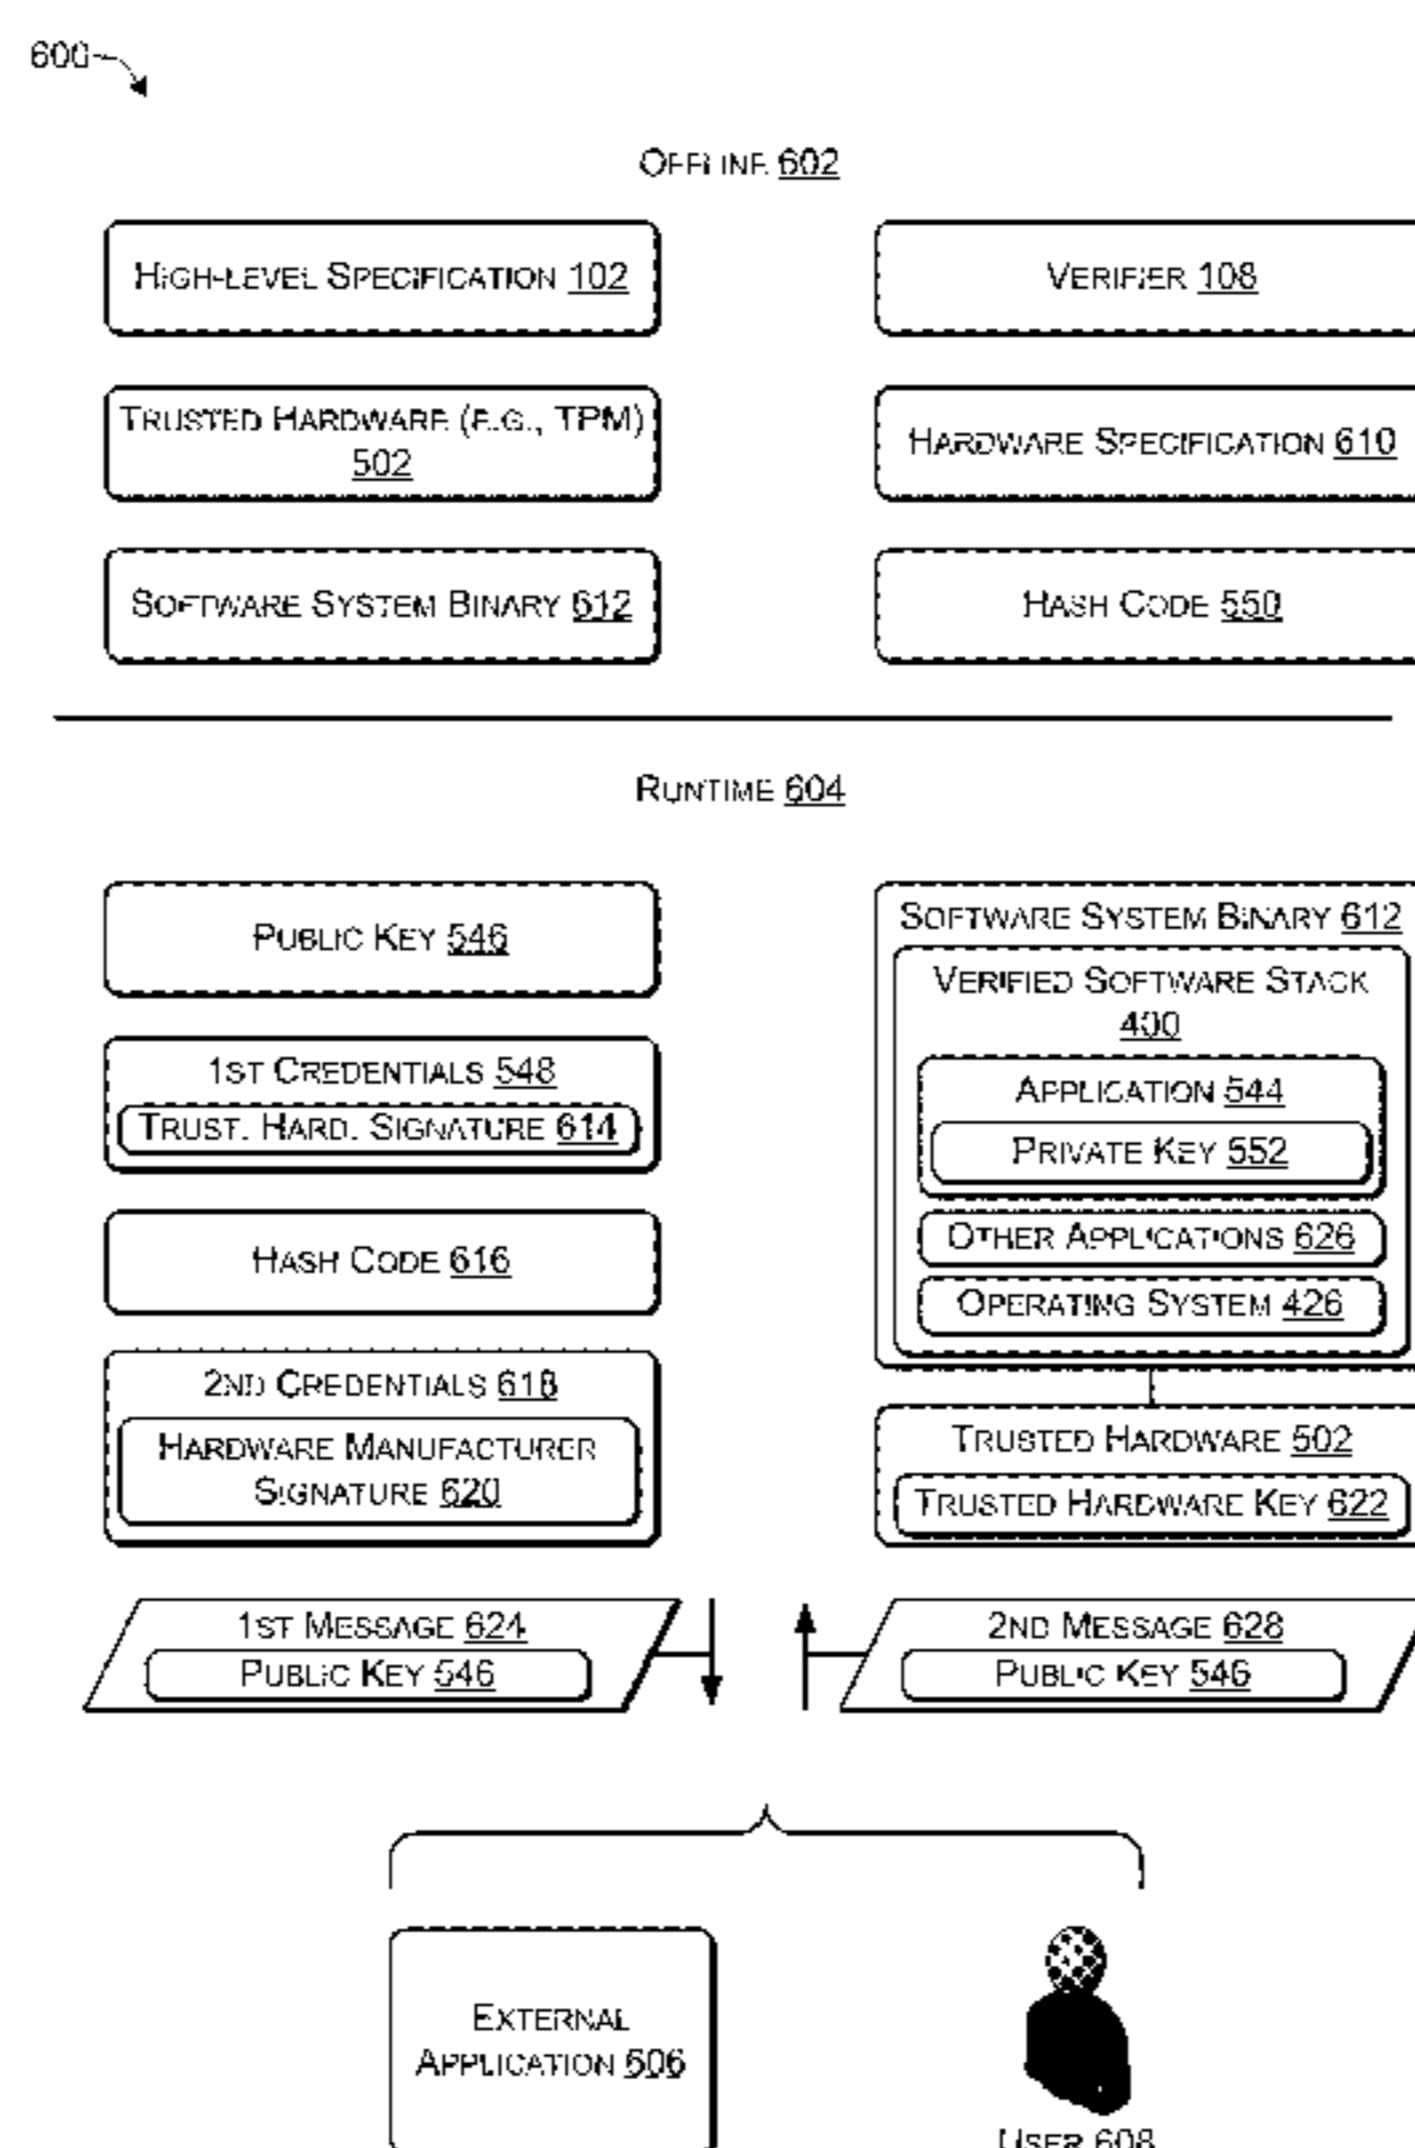 600
OFFLINE 602
HIGH-LEVEL SPECIFICATION 102
VERIFIER 108
TRUSTED HARDWARE (E.G., TPM)
502
HARDWARE SPECIFICATION 610
SOFTWARE SYSTEM BINARY 612
HASH CODE 550
RUNTIME 604
PUBLIC KEY 546
1ST CREDENTIALS 548
TRUST. HARD. SIGNATURE 614
HASH CODE 616
2ND CREDENTIALS 618
HARDWARE MANUFACTURER
SIGNATURE 620
SOFTWARE SYSTEM BINARY 612
VERIFIED SOFTWARE STACK
400
APPLICATION 544
PRIVATE KEY 552
OTHER APPLICATIONS 626
OPERATING SYSTEM 426
TRUSTED HARDWARE 502
TRUSTED HARDWARE KEY 622
1ST MESSAGE 624
PUBLIC KEY 546
2ND MESSAGE 628
PUBLIC KEY 546
EXTERNAL
APPLICATION 606
USER 608